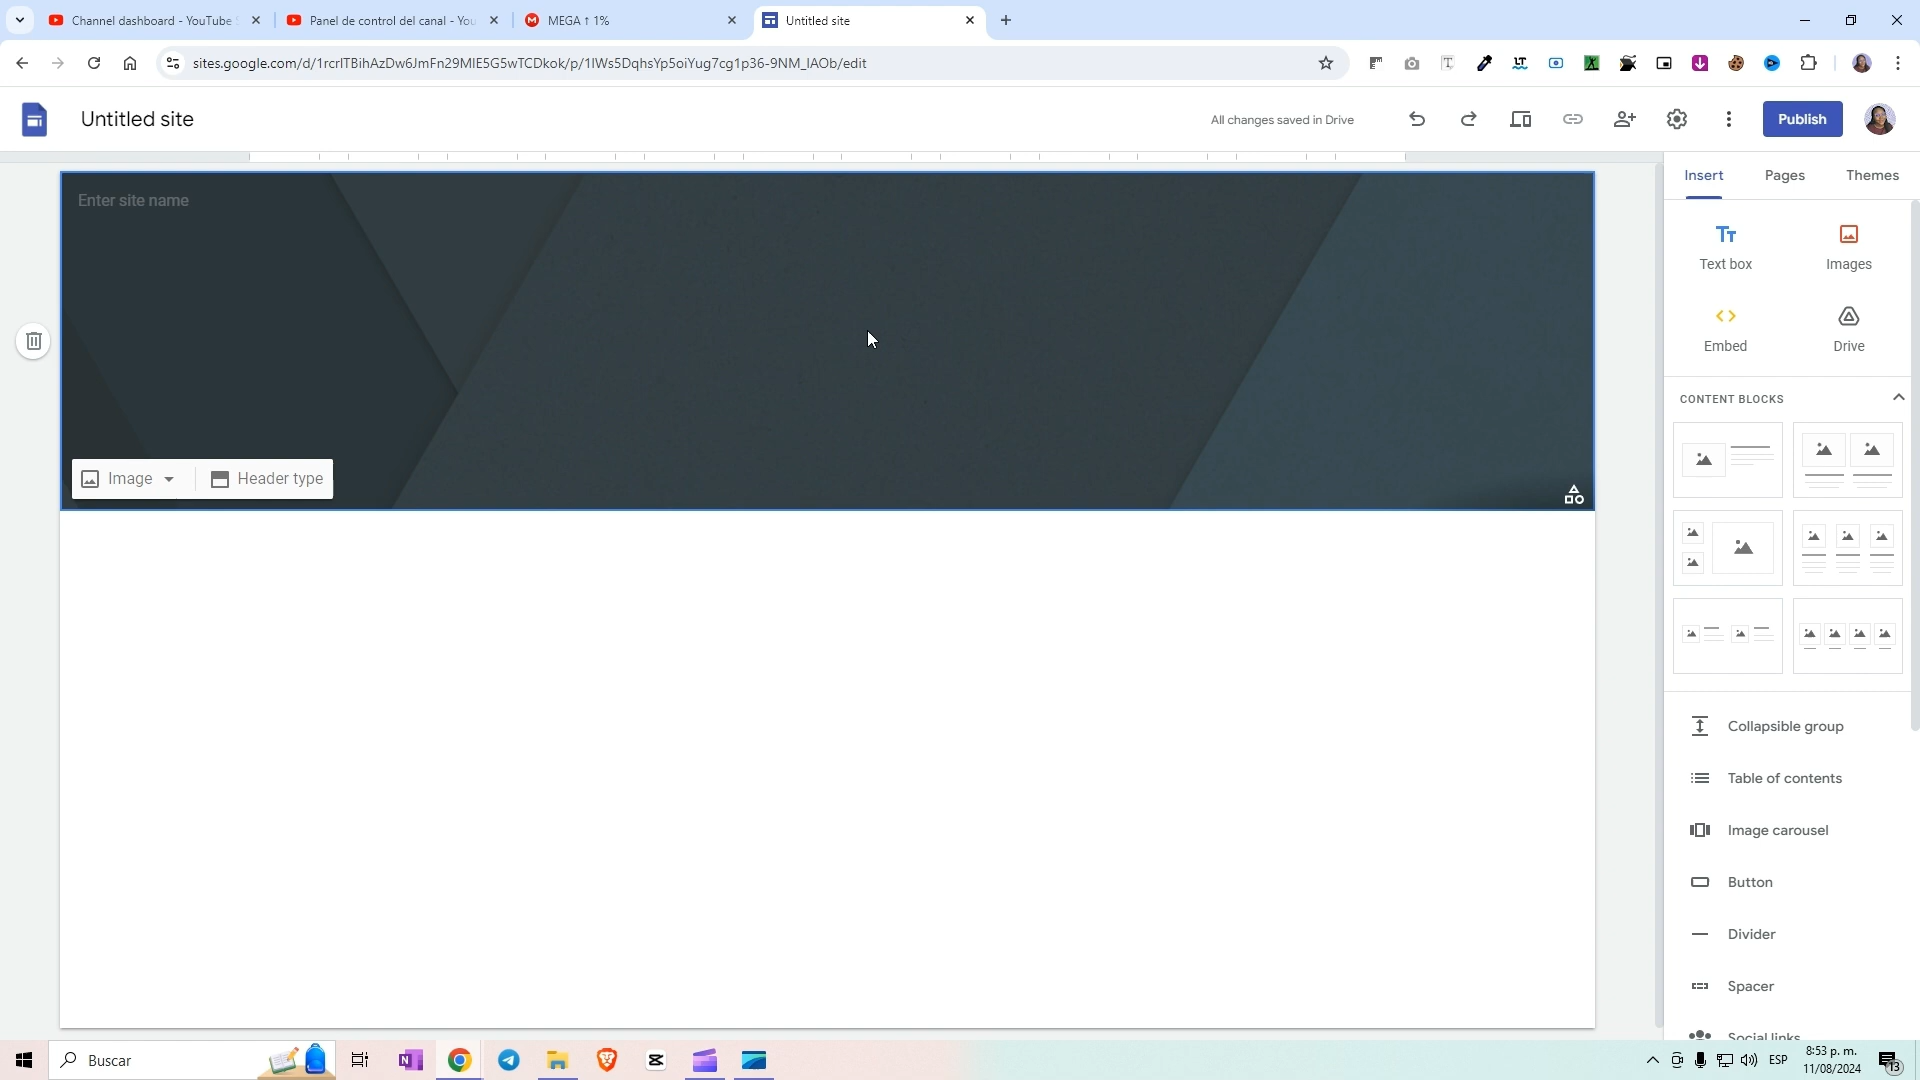 Channel dashboard - YouTube
Panel de control del canal - You
MEGA ↑ 1%
Untitled site
sites.google.com/d/1rcrlTBihAzDw6JmFn29MlE5G5wTCDkok/p/1lWs5DqhsYp5oiYug7cg1p36-9NM_lAOb/edit
Untitled site
All changes saved in Drive
Publish
Insert
Pages
Themes
Enter site name
Text box
Images
Embed
Drive
CONTENT BLOCKS
Image
Header type
Collapsible group
Table of contents
Image carousel
Button
Divider
Spacer
Social links
Buscar
ESP
8:53 p. m.
11/08/2024
13